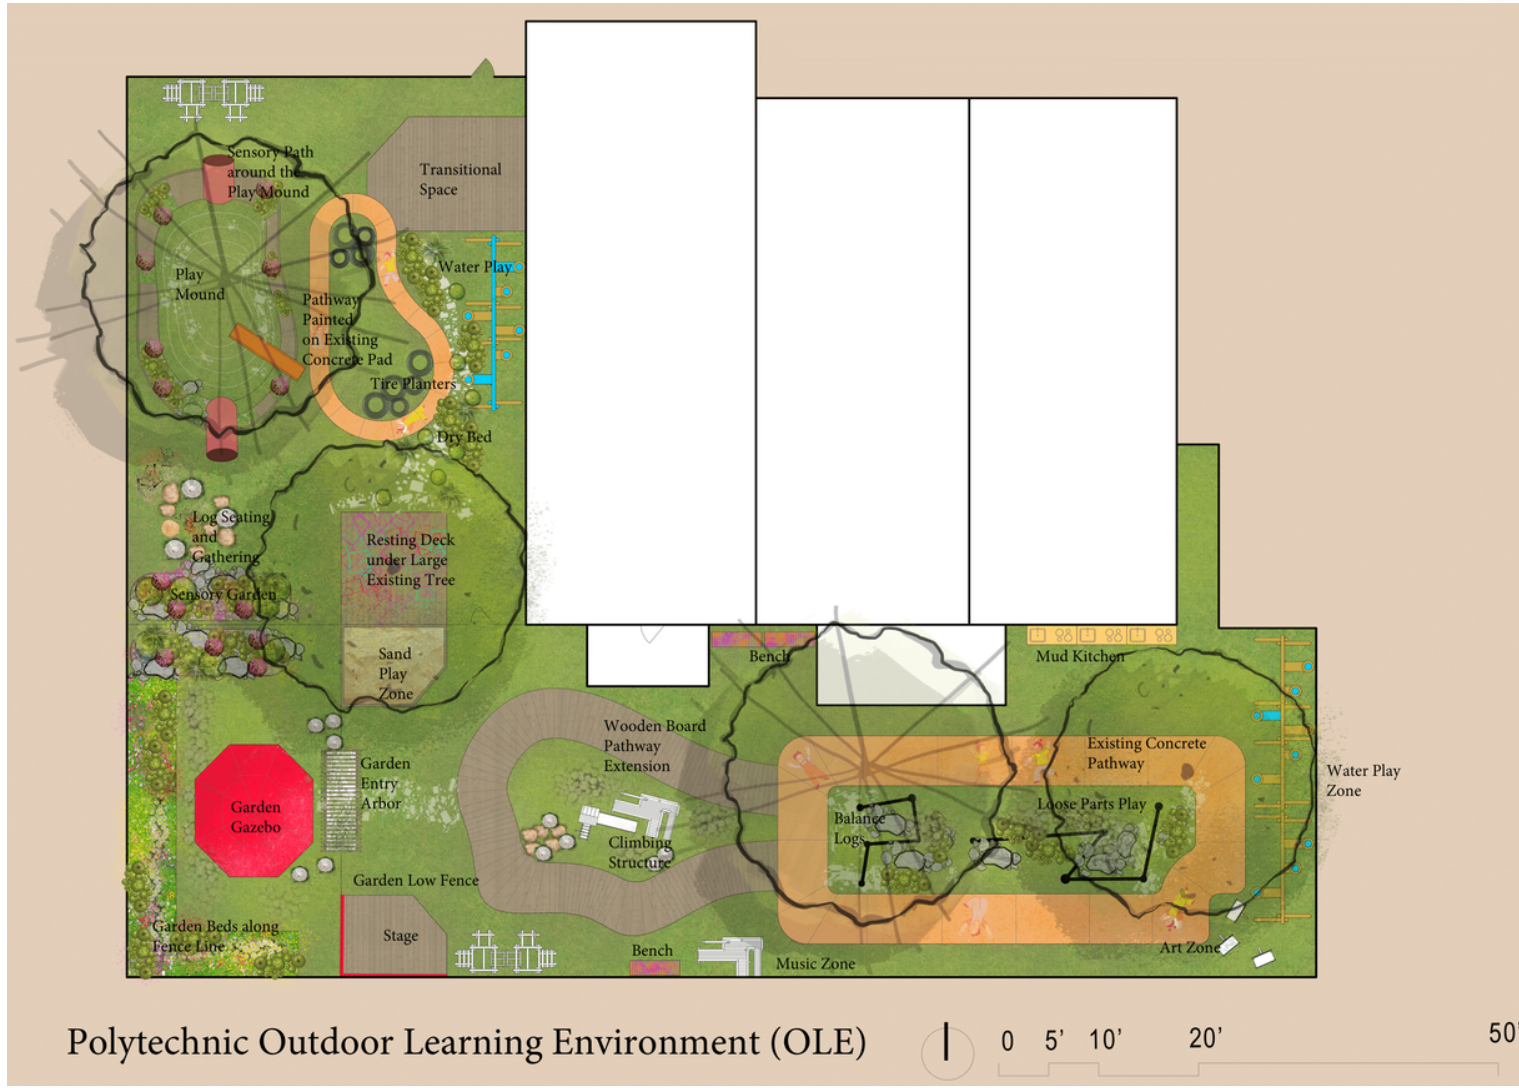 Sensory Path
around the
Play Mound
Transitional
Space
Play
Mound
Water Play
Pathway
Painted
on Existing
Concrete Pad
Tire Planters
Dry Bed
Log Seating
and
Gathering
Sensory Garden
Resting Deck
under Large
Existing Tree
Sand
Play
Zone
Bench
Mud Kitchen
Wooden Board
Pathway
Extension
Existing Concrete
Pathway
Water Play
Zone
Garden
Entry
Arbor
Garden
Gazebo
Climbing
Structure
Balance
Logs
Loose Parts Play
Garden Low Fence
Garden Beds along
Fence Line
Stage
Bench
Music Zone
Art Zone
Polytechnic Outdoor Learning Environment (OLE)
0 5’ 10’ 20’ 50’